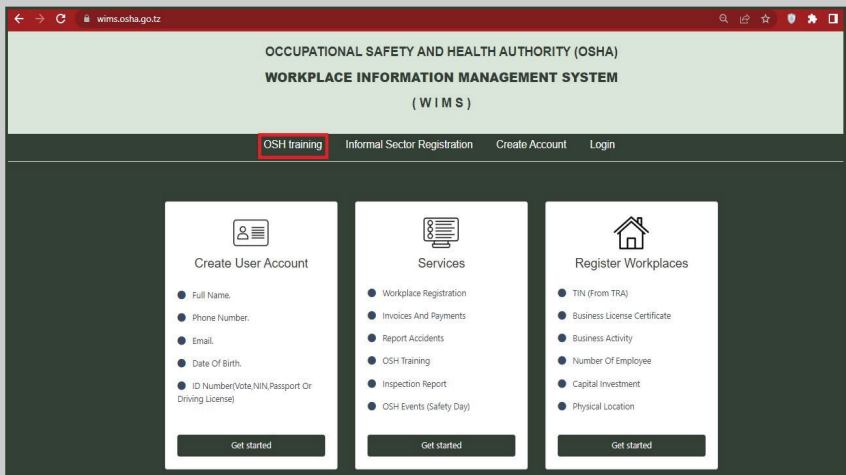 wims.osha.go.tz
OCCUPATIONAL SAFETY AND HEALTH AUTHORITY (OSHA)
WORKPLACE INFORMATION MANAGEMENT SYSTEM
( W I M S )
OSH training Informal Sector Registration Create Account Login
Create User Account
Full Name.
Phone Number.
Email.
Date Of Birth.
ID Number(Vote,NIN,Passport Or
Driving License)
Get started
Services
Workplace Registration
Invoices And Payments
Report Accidents
OSH Training
Inspection Report
OSH Events (Safety Day)
Get started
Register Workplaces
TIN (From TRA)
Business License Certificate
Business Activity
Number Of Employee
Capital Investment
Physical Location
Get started